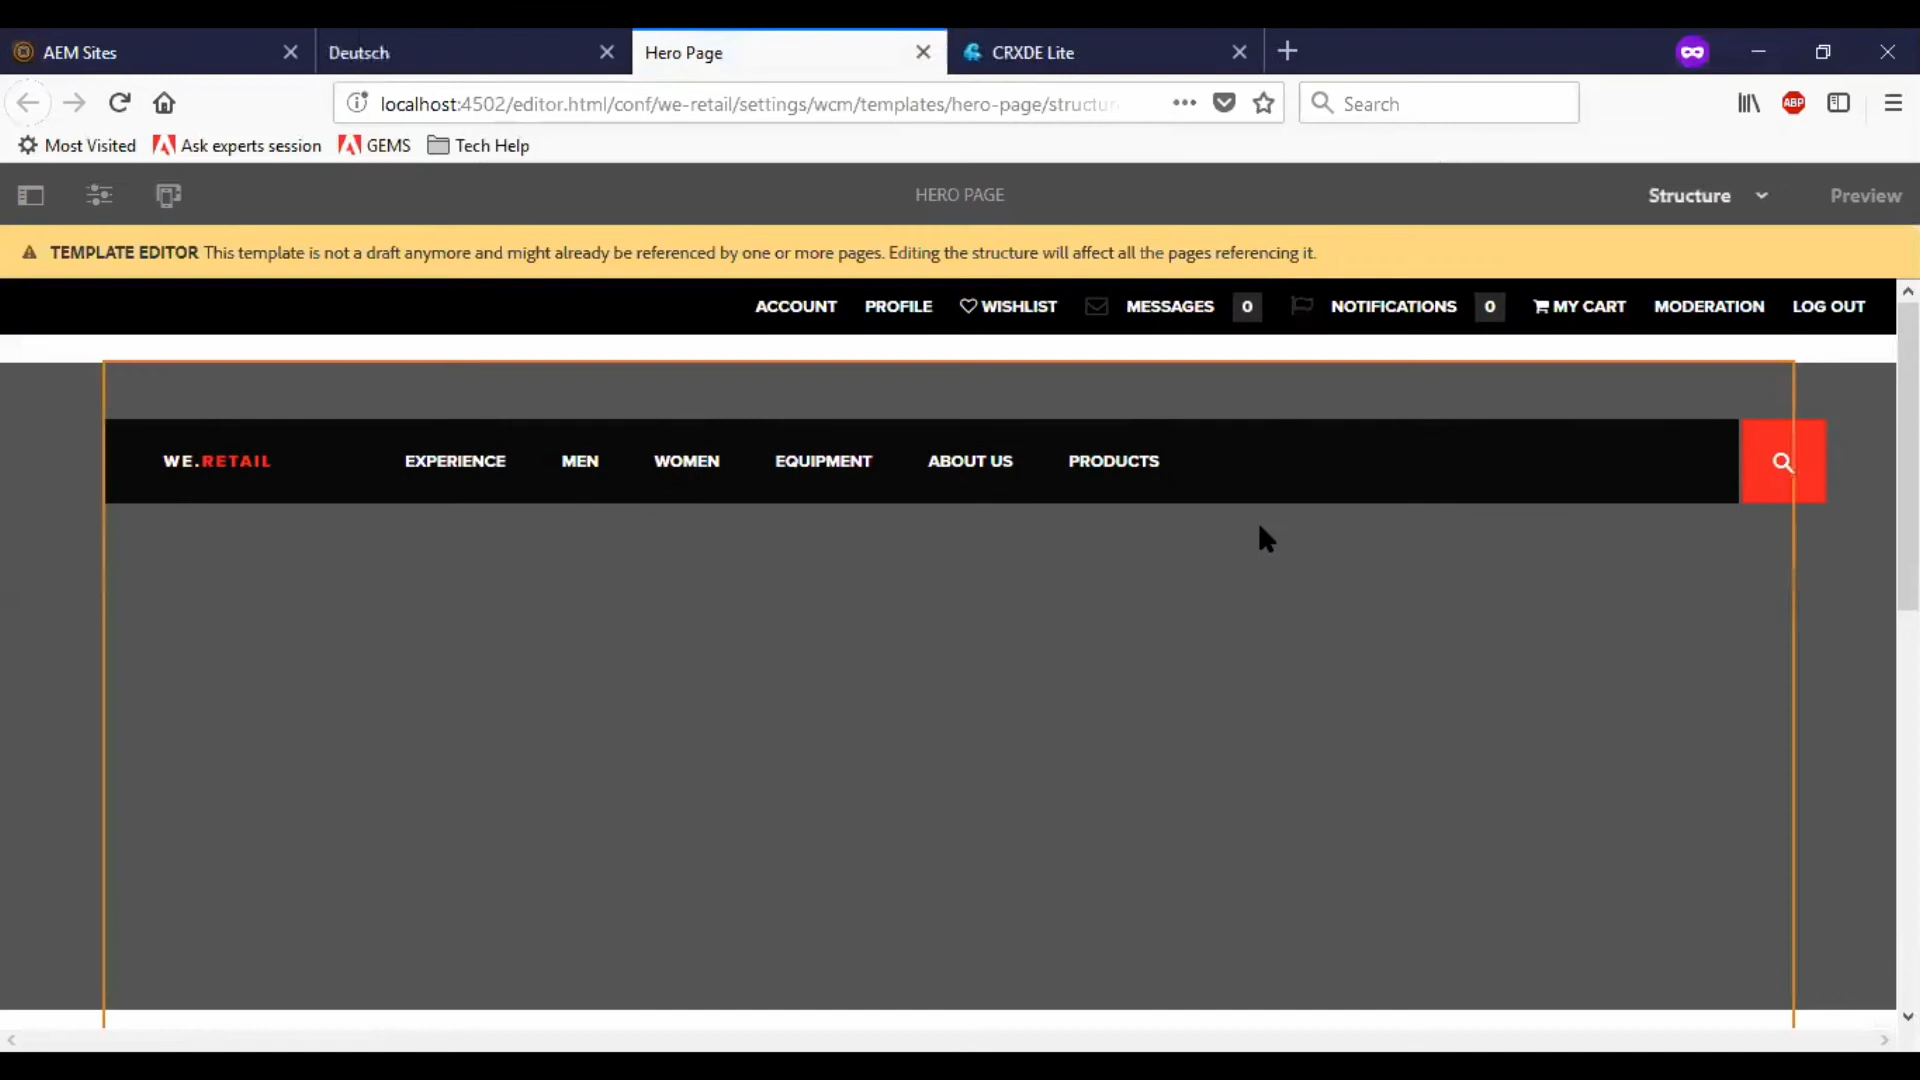 AEM Sites Deutsch Hero Page CRXDE Lite
localhost:4502/editor.html/conf/we-retail/settings/wcm/templates/hero-page/structur Search ABP
Most Visited Ask experts session GEMS Tech Help
HERO PAGE Structure Preview
TEMPLATE EDITOR This template is not a draft anymore and might already be referenced by one or more pages. Editing the structure will affect all the pages referencing it.
ACCOUNT PROFILE WISHLIST MESSAGES 0 NOTIFICATIONS 0 MY CART MODERATION LOG OUT
WE.RETAIL EXPERIENCE MEN WOMEN EQUIPMENT ABOUT US PRODUCTS